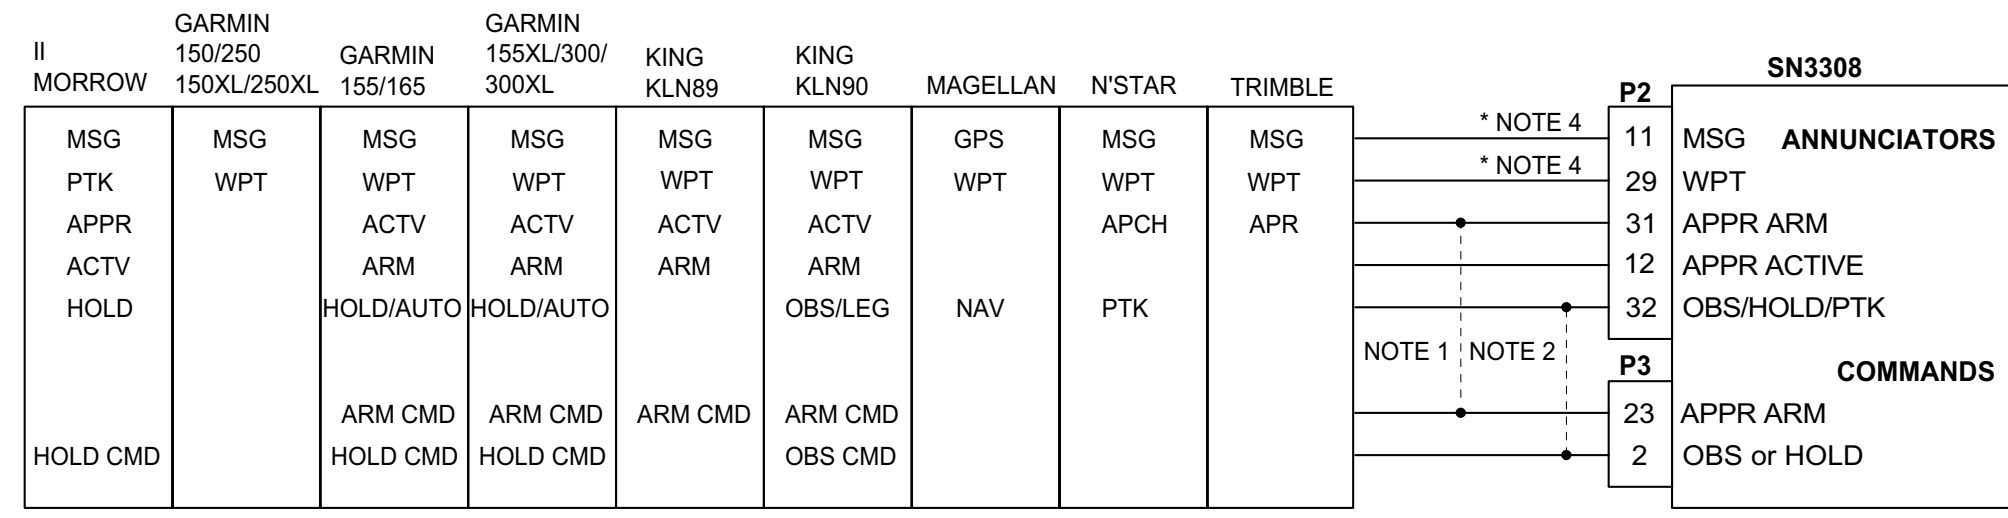 GARMIN GARMIN
II 150/250 GARMIN 155XL/300/ KING KING SN3308
MORROW 150XL/250XL 155/165 300XL KLN89 KLN90 MAGELLAN N'STAR TRIMBLE P2
* NOTE 4
MSG MSG MSG MSG MSG MSG GPS MSG MSG 11 MSG ANNUNCIATORS
* NOTE 4
PTK WPT WPT WPT WPT WPT WPT WPT WPT 29 WPT
APPR ACTV ACTV ACTV ACTV APCH APR 31 APPR ARM
ACTV ARM ARM ARM ARM 12 APPR ACTIVE
HOLD HOLD/AUTO HOLD/AUTO OBS/LEG NAV PTK 32 OBS/HOLD/PTK
NOTE 1 NOTE 2
P3 COMMANDS
ARM CMD ARM CMD ARM CMD ARM CMD 23 APPR ARM
HOLD CMD HOLD CMD HOLD CMD OBS CMD 2 OBS or HOLD